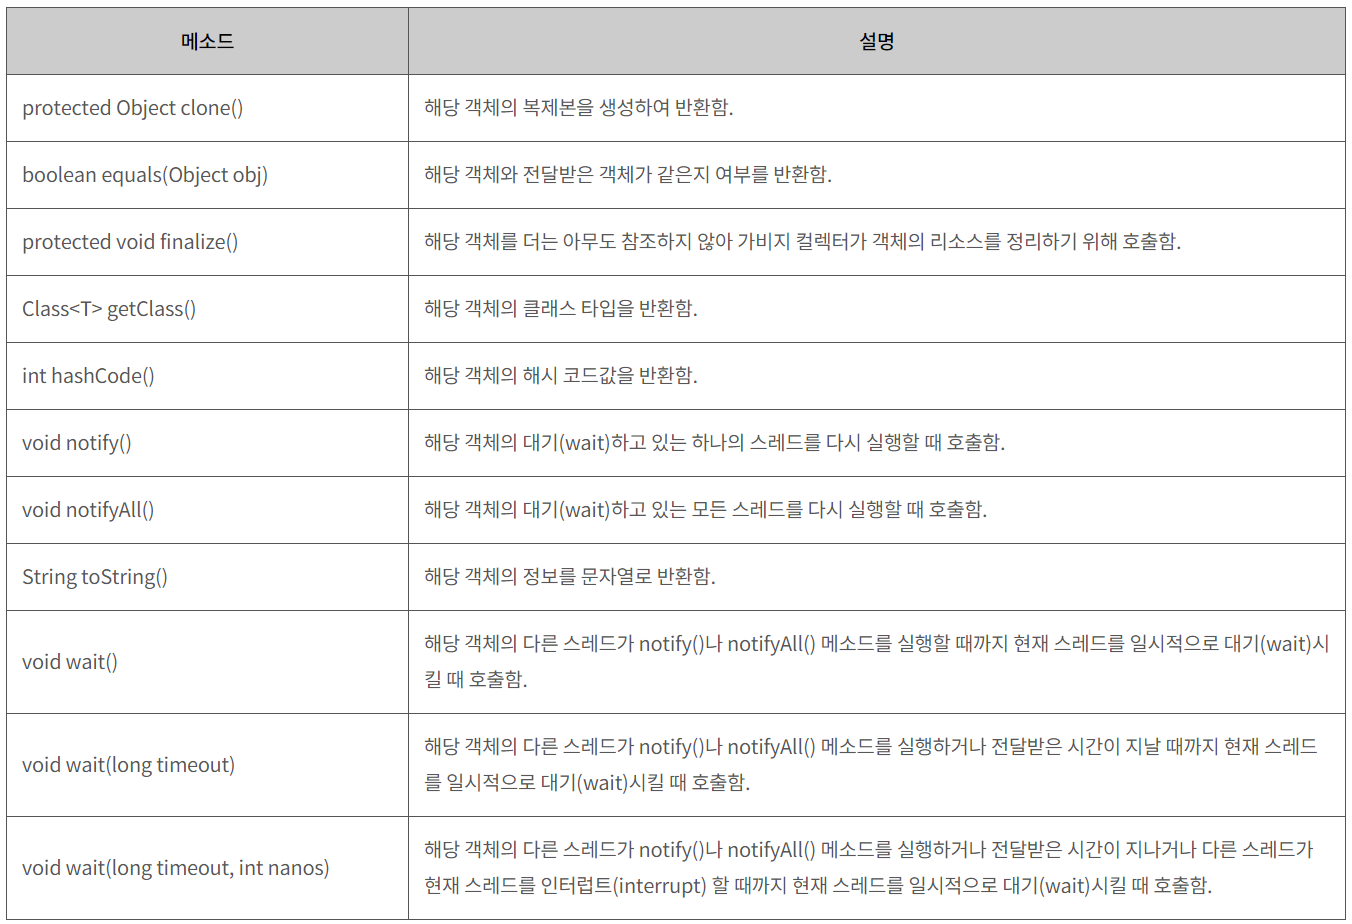 메소드
설명
protected Object clone()
해당 객체의 복제본을 생성하여 반환함.
boolean equals(Object obj)
해당 객체와 전달받은 객체가 같은지 여부를 반환함.
protected void finalize()
해당 객체를 더는 아무도 참조하지 않아 가비지 컬렉터가 객체의 리소스를 정리하기 위해 호출함.
Class<T> getClass()
해당 객체의 클래스 타입을 반환함.
int hashCode()
해당 객체의 해시 코드값을 반환함.
void notify()
해당 객체의 대기(wait)하고 있는 하나의 스레드를 다시 실행할 때 호출함.
void notifyAll()
해당 객체의 대기(wait)하고 있는 모든 스레드를 다시 실행할 때 호출함.
String toString()
해당 객체의 정보를 문자열로 반환함.
void wait()
해당 객체의 다른 스레드가 notify()나 notifyAll() 메소드를 실행할 때까지 현재 스레드를 일시적으로 대기(wait)시
킬 때 호출함.
void wait(long timeout)
해당 객체의 다른 스레드가 notify()나 notifyAll() 메소드를 실행하거나 전달받은 시간이 지날 때까지 현재 스레드
를 일시적으로 대기(wait)시킬 때 호출함.
void wait(long timeout, int nanos)
해당 객체의 다른 스레드가 notify()나 notifyAll() 메소드를 실행하거나 전달받은 시간이 지나거나 다른 스레드가
현재 스레드를 인터럽트(interrupt) 할 때까지 현재 스레드를 일시적으로 대기(wait)시킬 때 호출함.